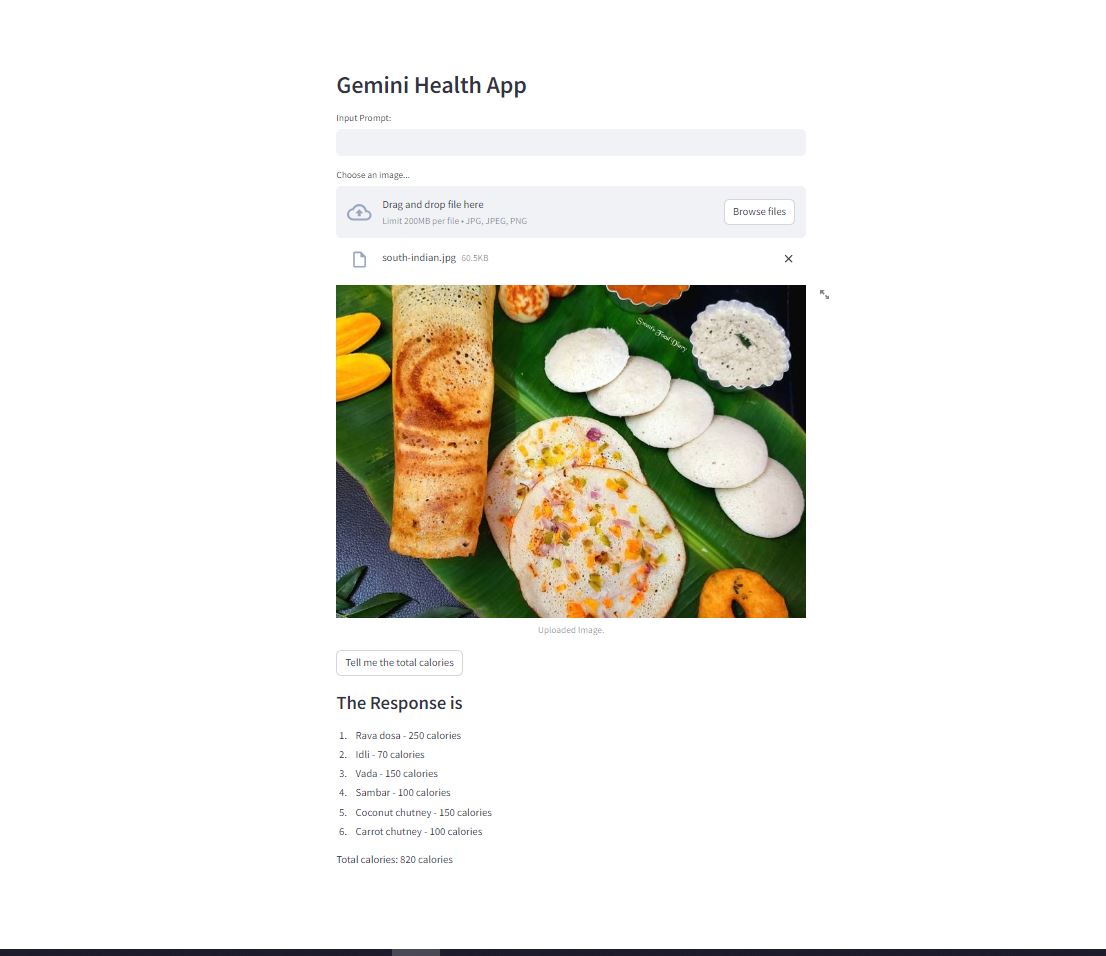 Gemini Health App
Input Prompt:
Choose an image...
Drag and drop file here
Limit 200MB per file • JPG, JPEG, PNG
Browse files
south-indian.jpg 60.5KB
Swati's Food Diary
Uploaded Image.
Tell me the total calories
The Response is
1. Rava dosa - 250 calories
2. Idli - 70 calories
3. Vada - 150 calories
4. Sambar - 100 calories
5. Coconut chutney - 150 calories
6. Carrot chutney - 100 calories
Total calories: 820 calories